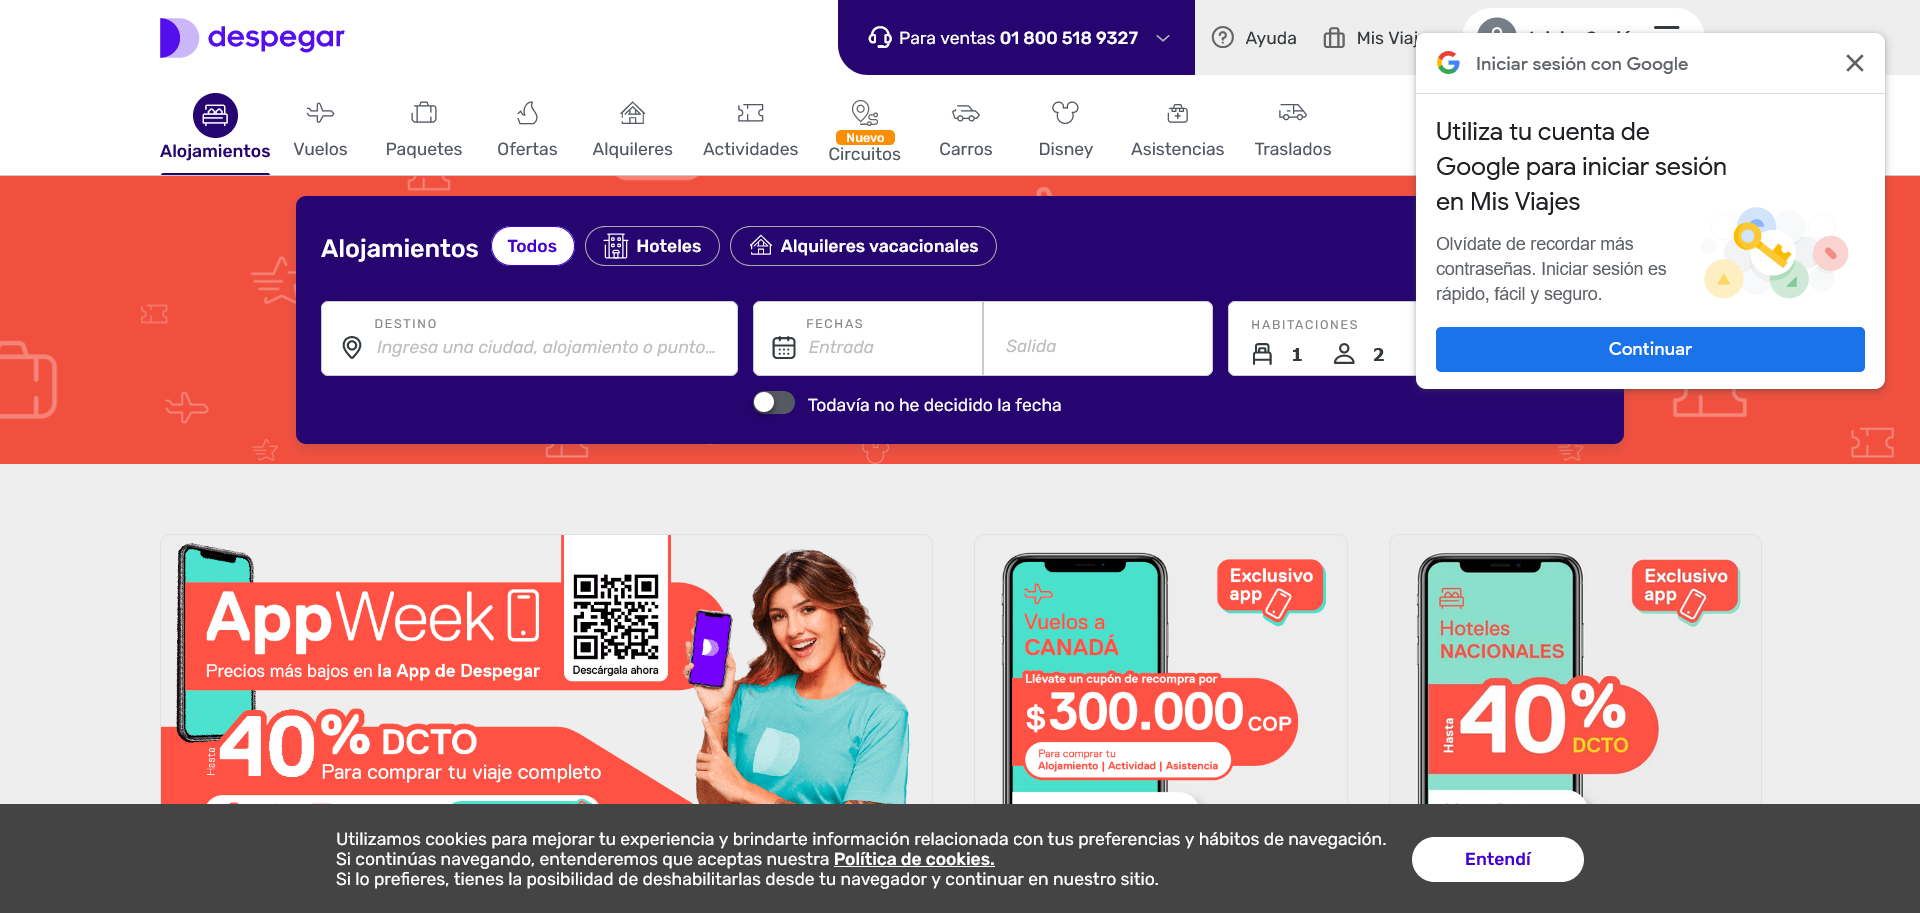 despegar
Para ventas 01 800 518 9327
Ayuda
Mis Viaj
Alojamientos
Vuelos
Paquetes
Ofertas
Alquileres
Actividades
Nuevo
Circuitos
Carros
Disney
Asistencias
Traslados
Iniciar sesión con Google
Utiliza tu cuenta de
Google para iniciar sesión
en Mis Viajes
Olvídate de recordar más
contraseñas. Iniciar sesión es
rápido, fácil y seguro.
Continuar
Alojamientos
Todos
Hoteles
Alquileres vacacionales
DESTINO
Ingresa una ciudad, alojamiento o punto...
FECHAS
Entrada
Salida
HABITACIONES
1
2
Todavía no he decidido la fecha
AppWeek
Precios más bajos en la App de Despegar
Descárgala ahora
Hasta
40% DCTO
Para comprar tu viaje completo
Exclusivo
app
Vuelos a
CANADÁ
Llévate un cupón de recompra por
$300.000 COP
Para comprar tu
Alojamiento | Actividad | Asistencia
Exclusivo
app
Hoteles
NACIONALES
Hasta
40%
DCTO
Utilizamos cookies para mejorar tu experiencia y brindarte información relacionada con tus preferencias y hábitos de navegación.
Si continúas navegando, entenderemos que aceptas nuestra Política de cookies.
Si lo prefieres, tienes la posibilidad de deshabilitarlas desde tu navegador y continuar en nuestro sitio.
Entendí